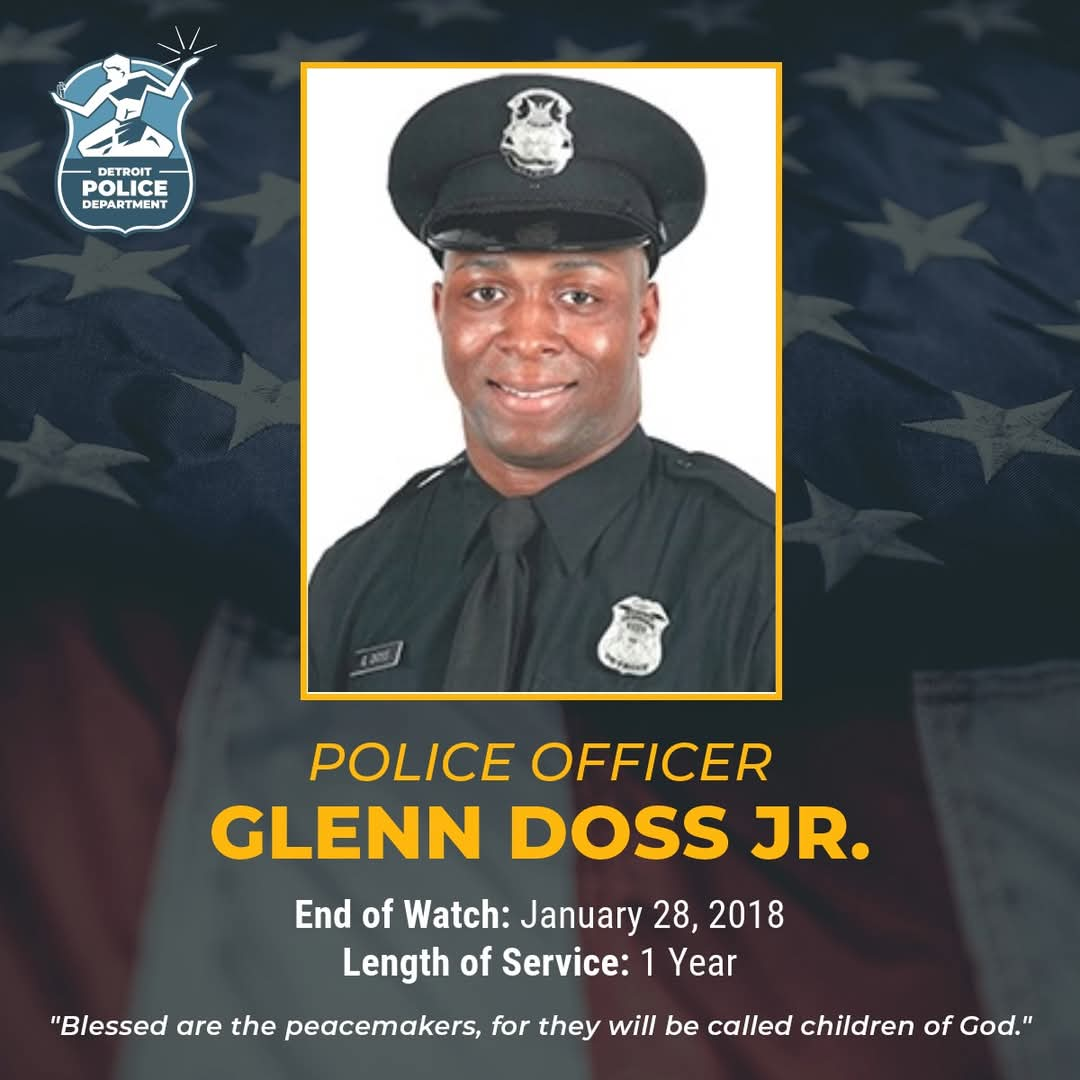 DETROIT
POLICE
DEPARTMENT
POLICE OFFICER
GLENN DOSS JR.
End of Watch: January 28, 2018
Length of Service: 1 Year
"Blessed are the peacemakers, for they will be called children of God."